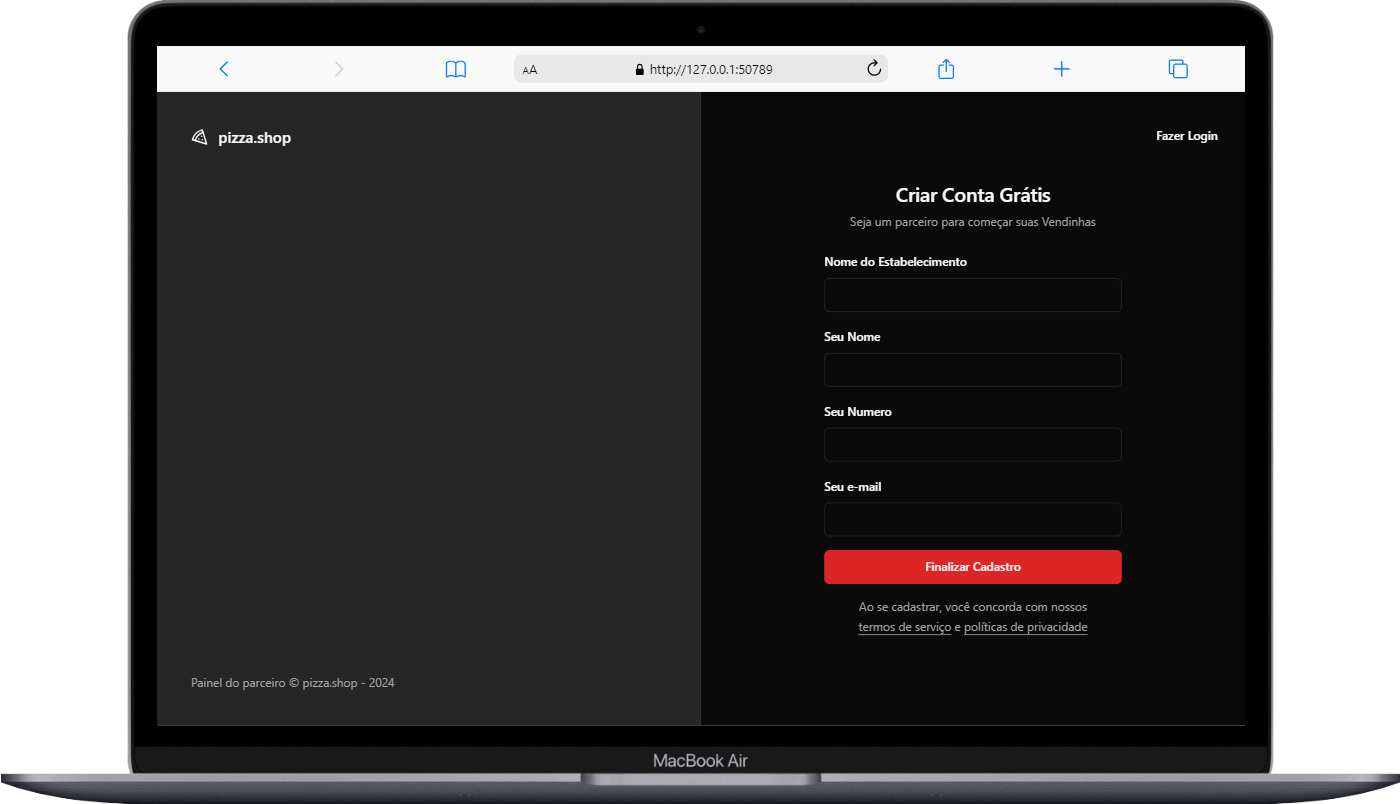 AA
http://127.0.0.1:50789
pizza.shop
Fazer Login
Criar Conta Grátis
Seja um parceiro para começar suas Vendinhas
Nome do Estabelecimento
Seu Nome
Seu Numero
Seu e-mail
Finalizar Cadastro
Ao se cadastrar, você concorda com nossos
termos de serviço e políticas de privacidade
Painel do parceiro © pizza.shop - 2024
MacBook Air